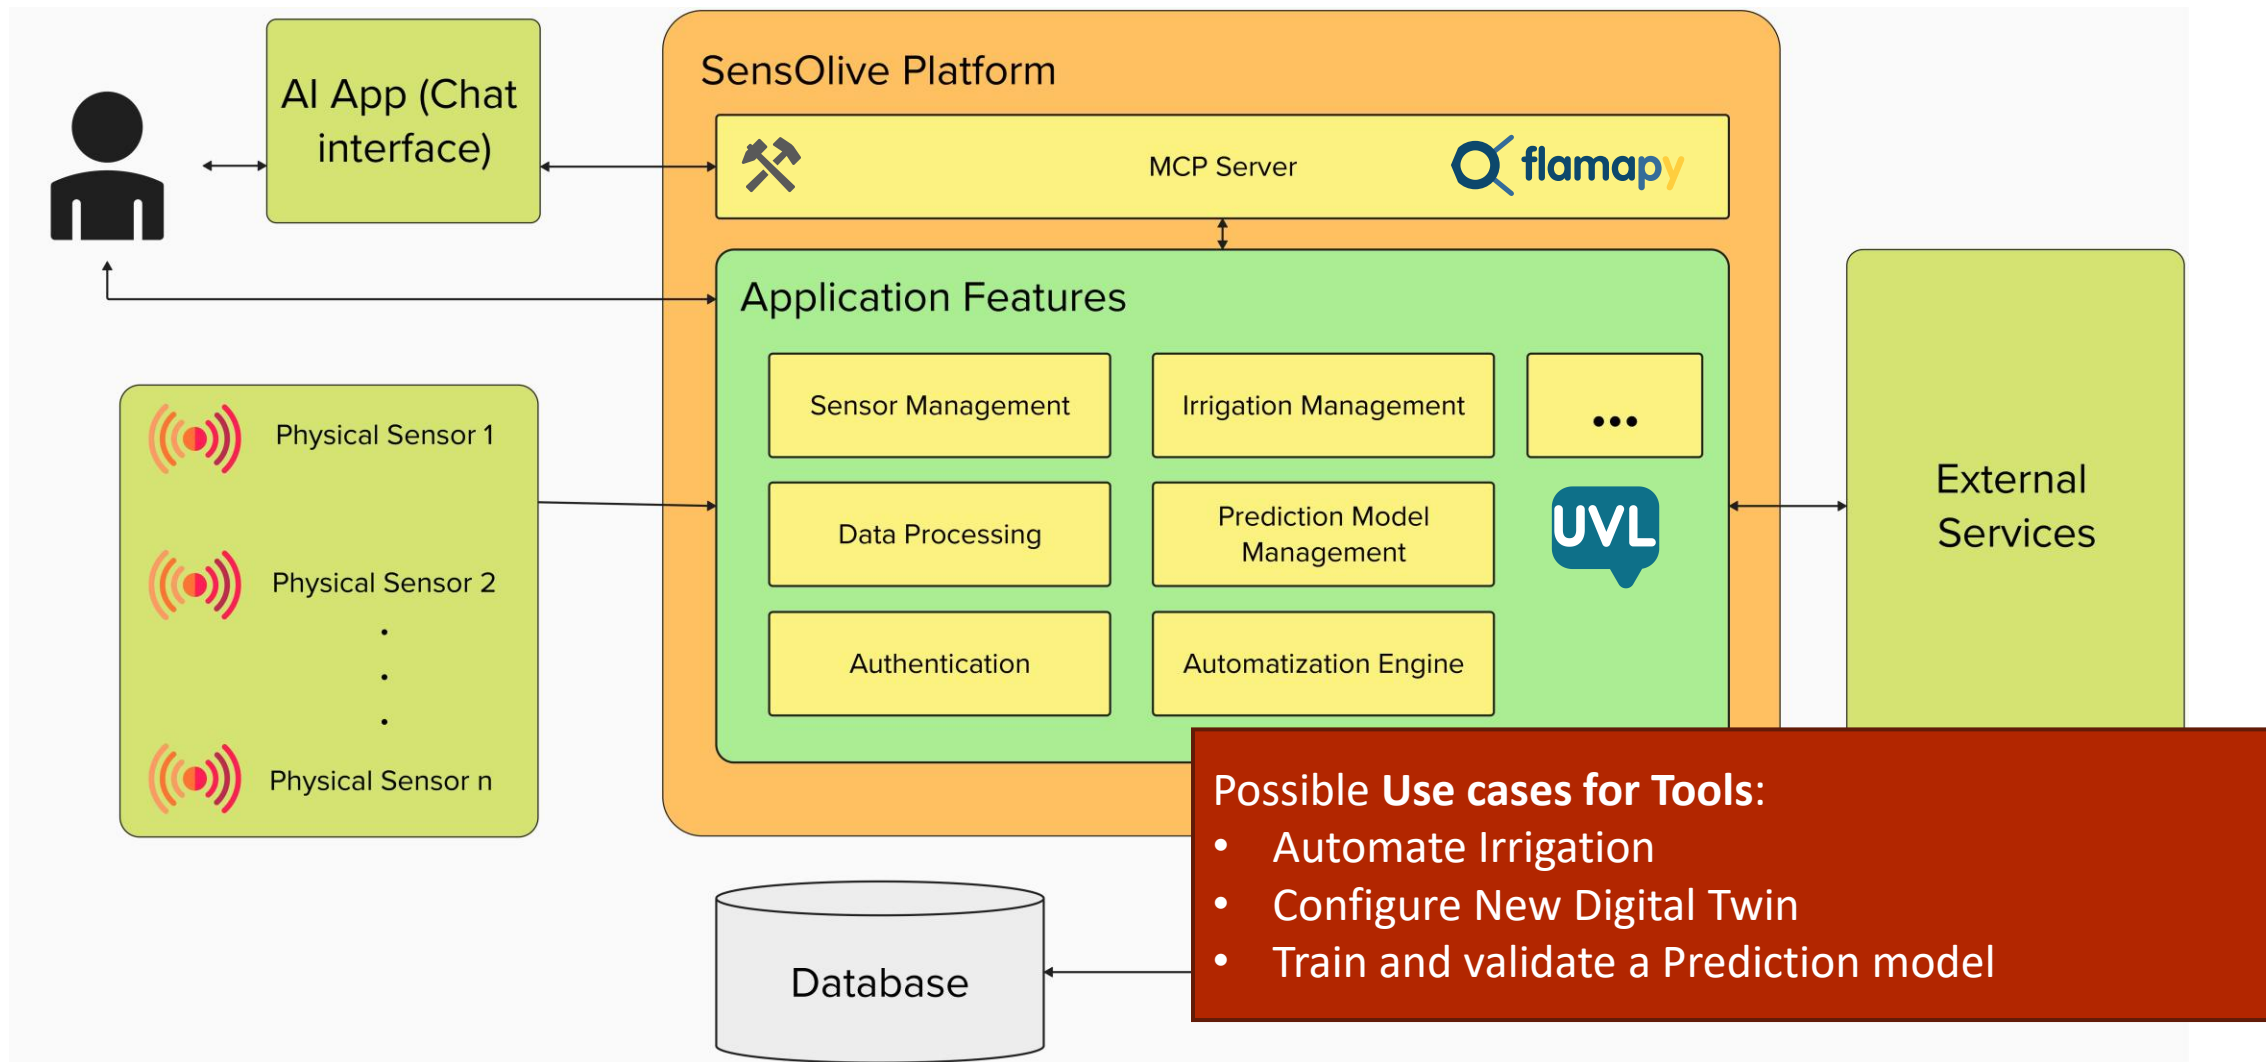 AI App (Chat
interface)
SensOlive Platform
MCP Server
flamapy
Application Features
Sensor Management
Irrigation Management
...
Data Processing
Prediction Model
Management
UVL
Authentication
Automatization Engine
Physical Sensor 1
Physical Sensor 2
.
.
.
Physical Sensor n
External
Services
Database
Possible Use cases for Tools:
• Automate Irrigation
• Configure New Digital Twin
• Train and validate a Prediction model